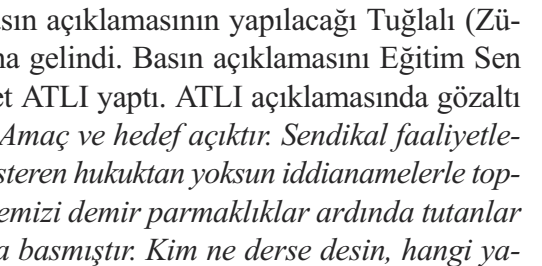 asın açıklamasının yapılacağı Tuğlalı (Zü-
na gelindi. Basın açıklamasını Eğitim Sen
et ATLI yaptı. ATLI açıklamasında gözaltı
Amaç ve hedef açıktır. Sendikal faaliyetle-
steren hukuktan yoksun iddianamelerle top-
emizi demir parmaklıklar ardında tutanlar
a basmıştır. Kim ne derse desin, hangi ya-